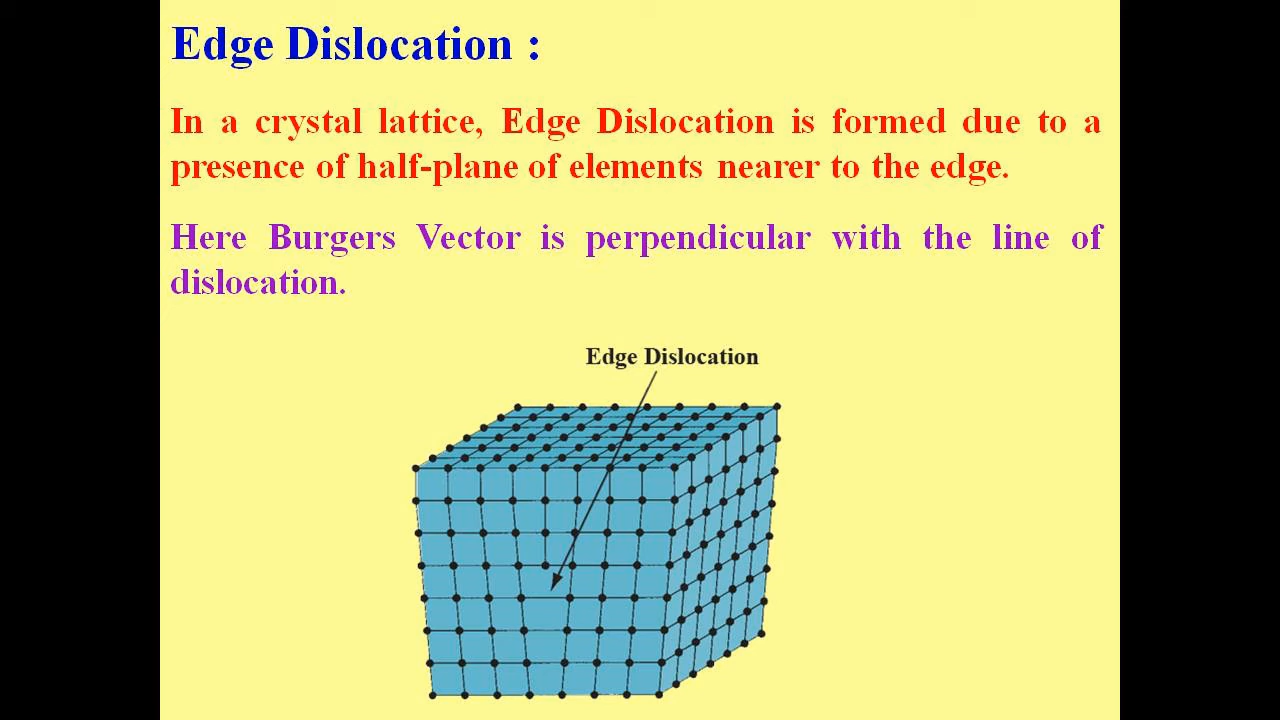 Edge Dislocation :
In a crystal lattice, Edge Dislocation is formed due to a
presence of half-plane of elements nearer to the edge.
Here Burgers Vector is perpendicular with the line of
dislocation.
Edge Dislocation